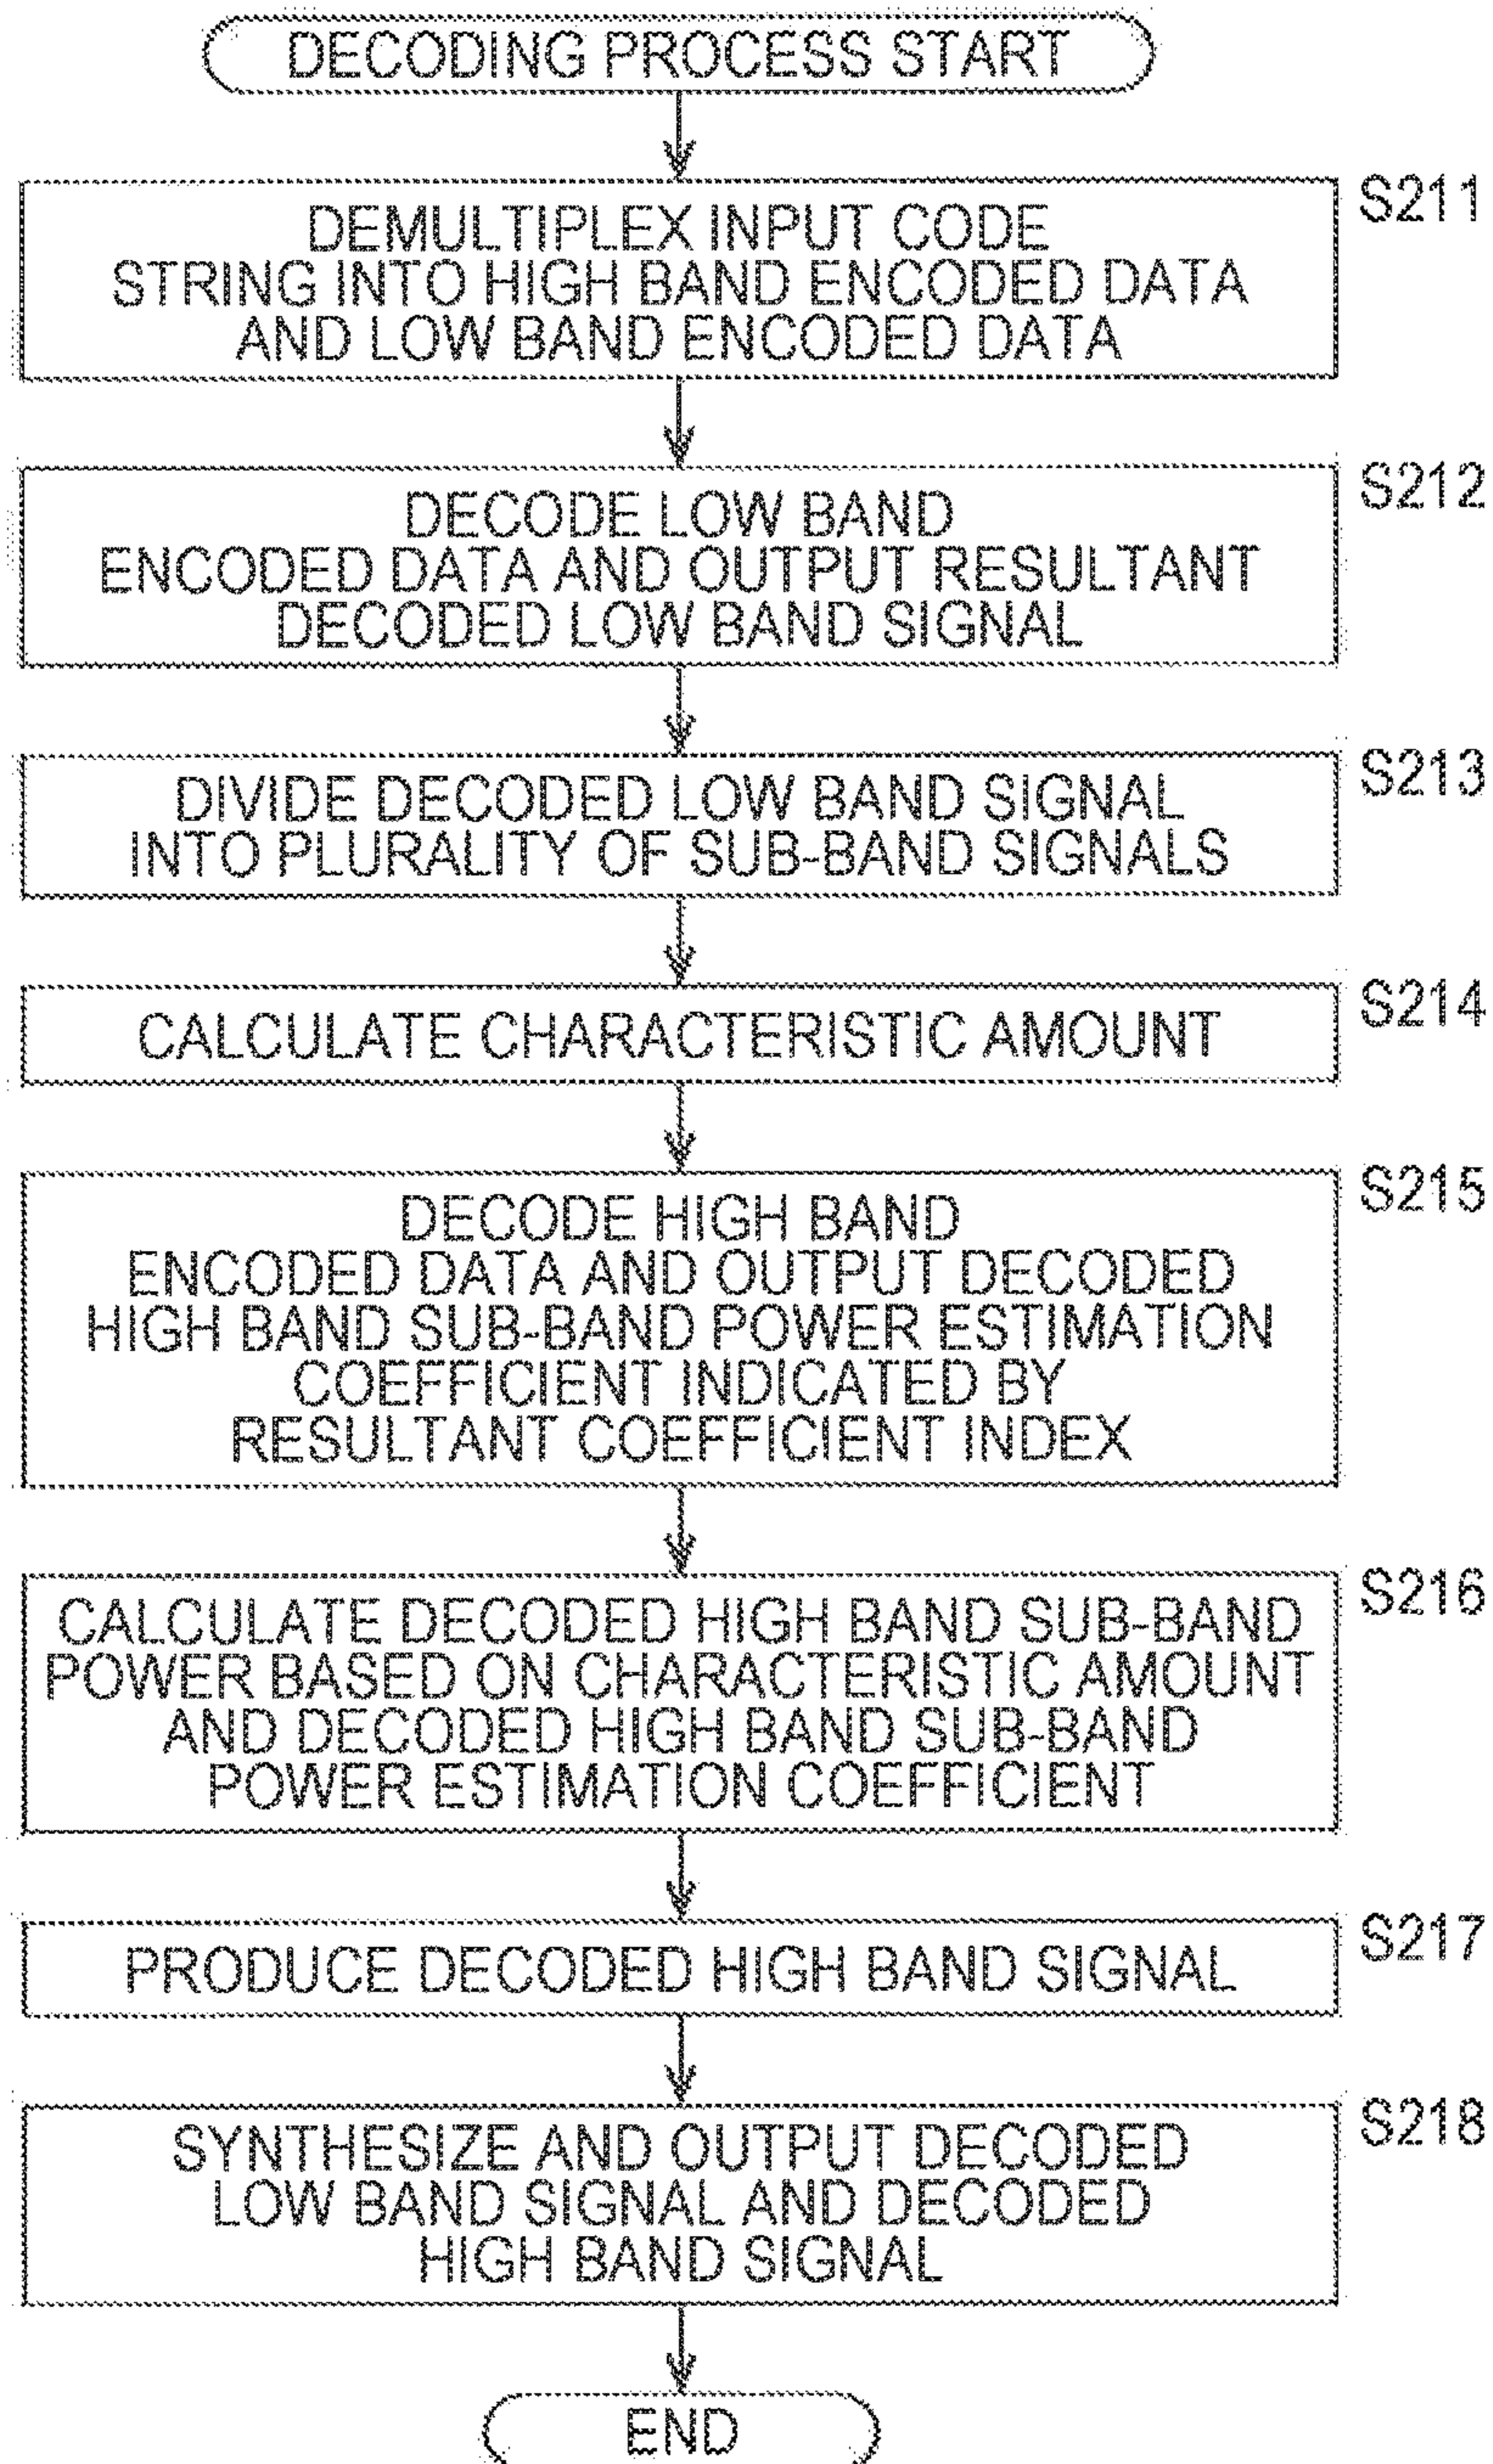 DECODING PROCESS START
S211
DEMULTIPLEX INPUT CODE
STRING INTO HIGH BAND ENCODED DATA
AND LOW BAND ENCODED DATA
S212
DECODE LOW BAND
ENCODED DATA AND OUTPUT RESULTANT
DECODED LOW BAND SIGNAL
S213
DIVIDE DECODED LOW BAND SIGNAL
INTO PLURALITY OF SUB-BAND SIGNALS
S214
CALCULATE CHARACTERISTIC AMOUNT
S215
DECODE HIGH BAND
ENCODED DATA AND OUTPUT DECODED
HIGH BAND SUB-BAND POWER ESTIMATION
COEFFICIENT INDICATED BY
RESULTANT COEFFICIENT INDEX
S216
CALCULATE DECODED HIGH BAND SUB-BAND
POWER BASED ON CHARACTERISTIC AMOUNT
AND DECODED HIGH BAND SUB-BAND
POWER ESTIMATION COEFFICIENT
S217
PRODUCE DECODED HIGH BAND SIGNAL
S218
SYNTHESIZE AND OUTPUT DECODED
LOW BAND SIGNAL AND DECODED
HIGH BAND SIGNAL
END